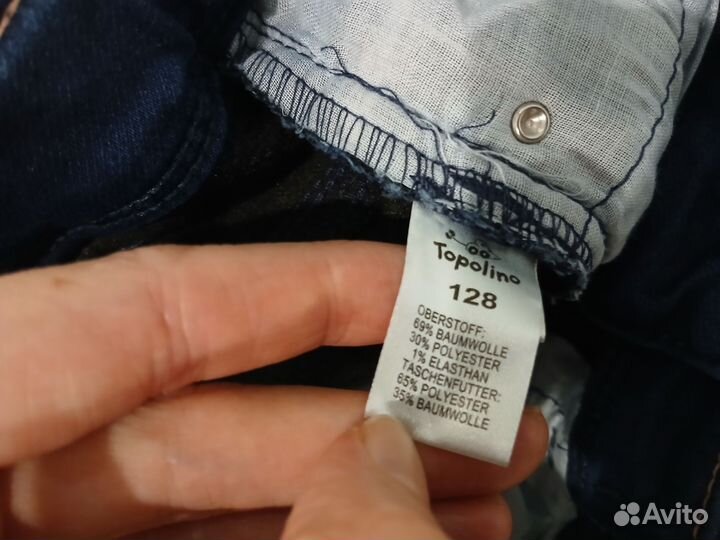 Topolino
128
OBERSTOFF:
69% BAUMWOLLE
30% POLYESTER
1% ELASTHAN
TASCHENFUTTER:
65% POLYESTER
35% BAUMWOLLE
Avito